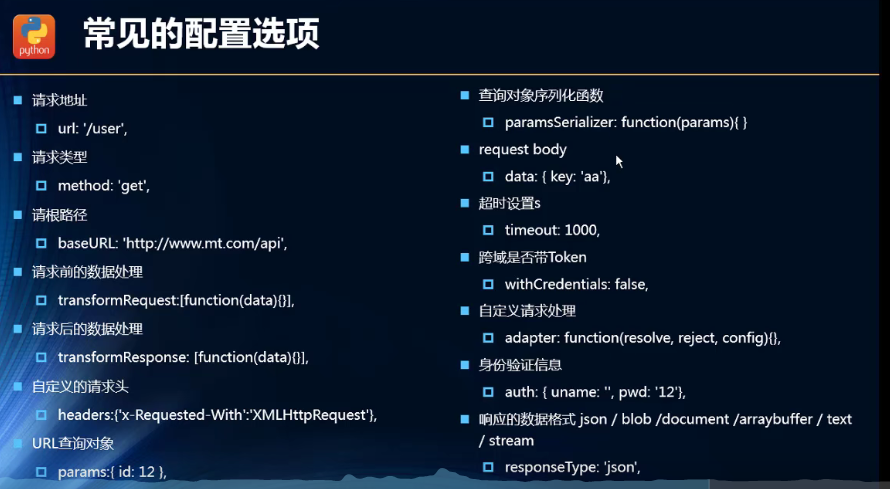 python
常见的配置选项
请求地址
url: '/user',
请求类型
method: 'get',
请根路径
baseURL: 'http://www.mt.com/api',
请求前的数据处理
transformRequest:[function(data){}],
请求后的数据处理
transformResponse: [function(data){}],
自定义的请求头
headers:{'x-Requested-With':'XMLHttpRequest'},
URL查询对象
params:{ id: 12 },
查询对象序列化函数
paramsSerializer: function(params){ }
request body
data: { key: 'aa'},
超时设置s
timeout: 1000,
跨域是否带Token
withCredentials: false,
自定义请求处理
adapter: function(resolve, reject, config){},
身份验证信息
auth: { uname: '', pwd: '12'},
响应的数据格式 json / blob /document /arraybuffer / text
/ stream
responseType: 'json',